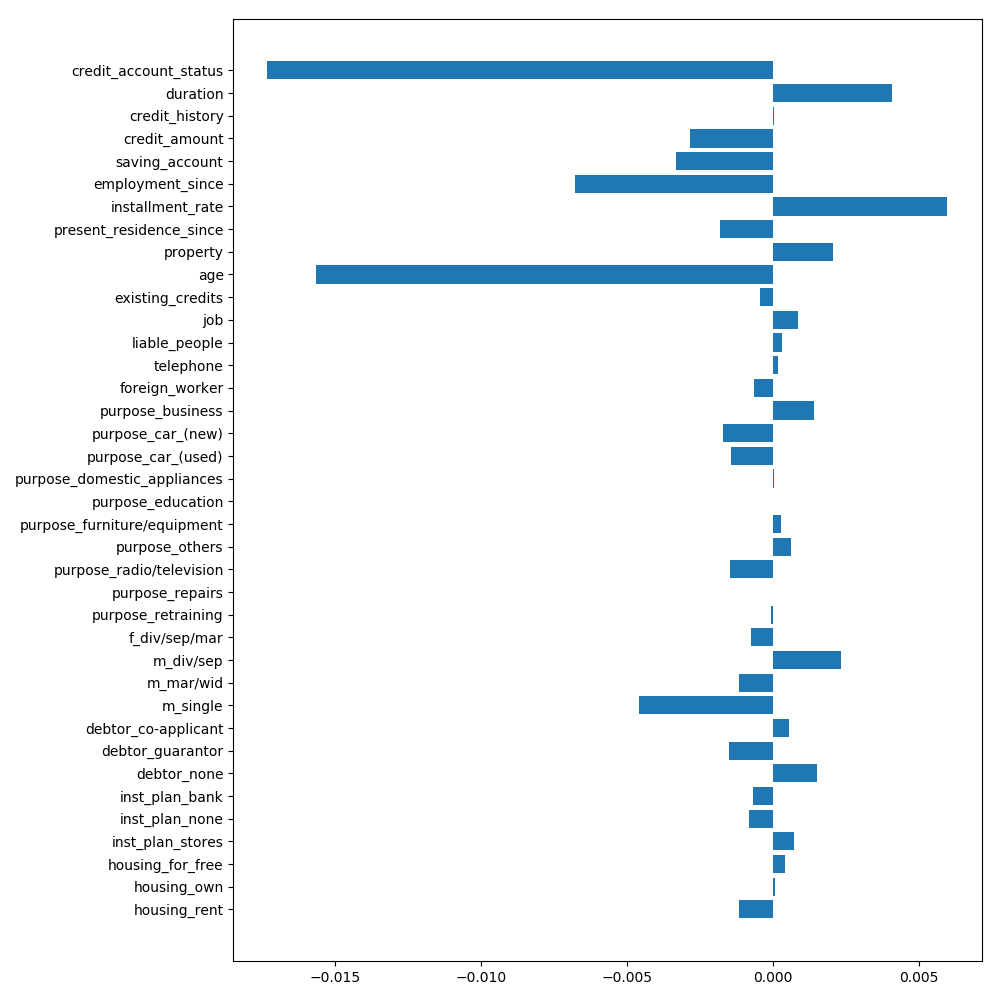 credit_account_status
duration
credit_history
credit_amount
saving_account
employment_since
installment_rate
present_residence_since
property
age
existing_credits
job
liable_people
telephone
foreign_worker
purpose_business
purpose_car_(new)
purpose_car_(used)
purpose_domestic_appliances
purpose_education
purpose_furniture/equipment
purpose_others
purpose_radio/television
purpose_repairs
purpose_retraining
f_div/sep/mar
m_div/sep
m_mar/wid
m_single
debtor_co-applicant
debtor_guarantor
debtor_none
inst_plan_bank
inst_plan_none
inst_plan_stores
housing_for_free
housing_own
housing_rent
−0.015 −0.010 −0.005 0.000 0.005